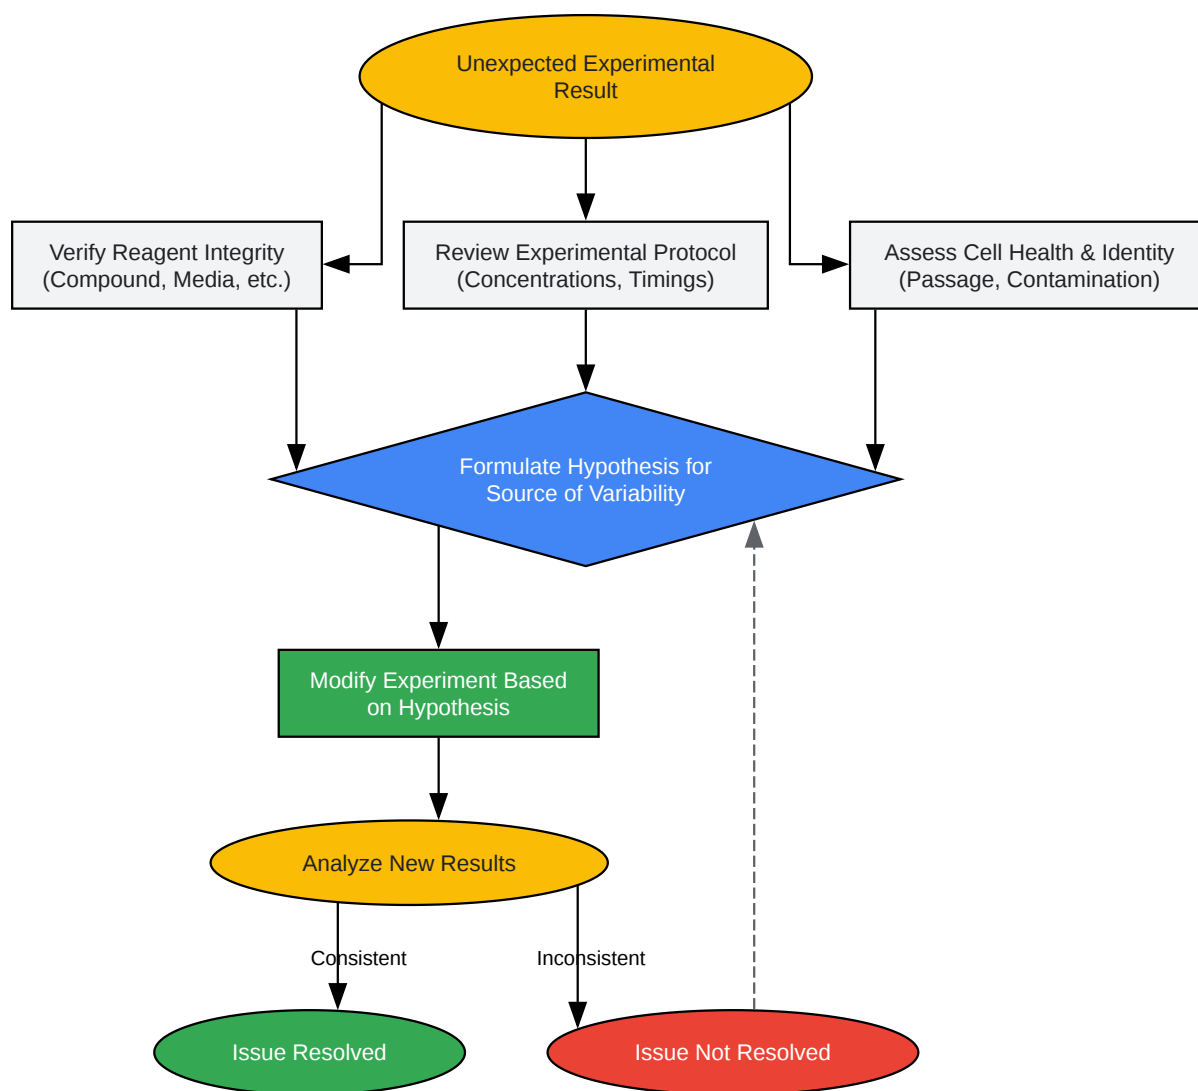 Unexpected Experimental
Result
Verify Reagent Integrity
(Compound, Media, etc.)
Review Experimental Protocol
(Concentrations, Timings)
Assess Cell Health & Identity
(Passage, Contamination)
Formulate Hypothesis for
Source of Variability
Modify Experiment Based
on Hypothesis
Analyze New Results
Consistent
Inconsistent
Issue Resolved
Issue Not Resolved